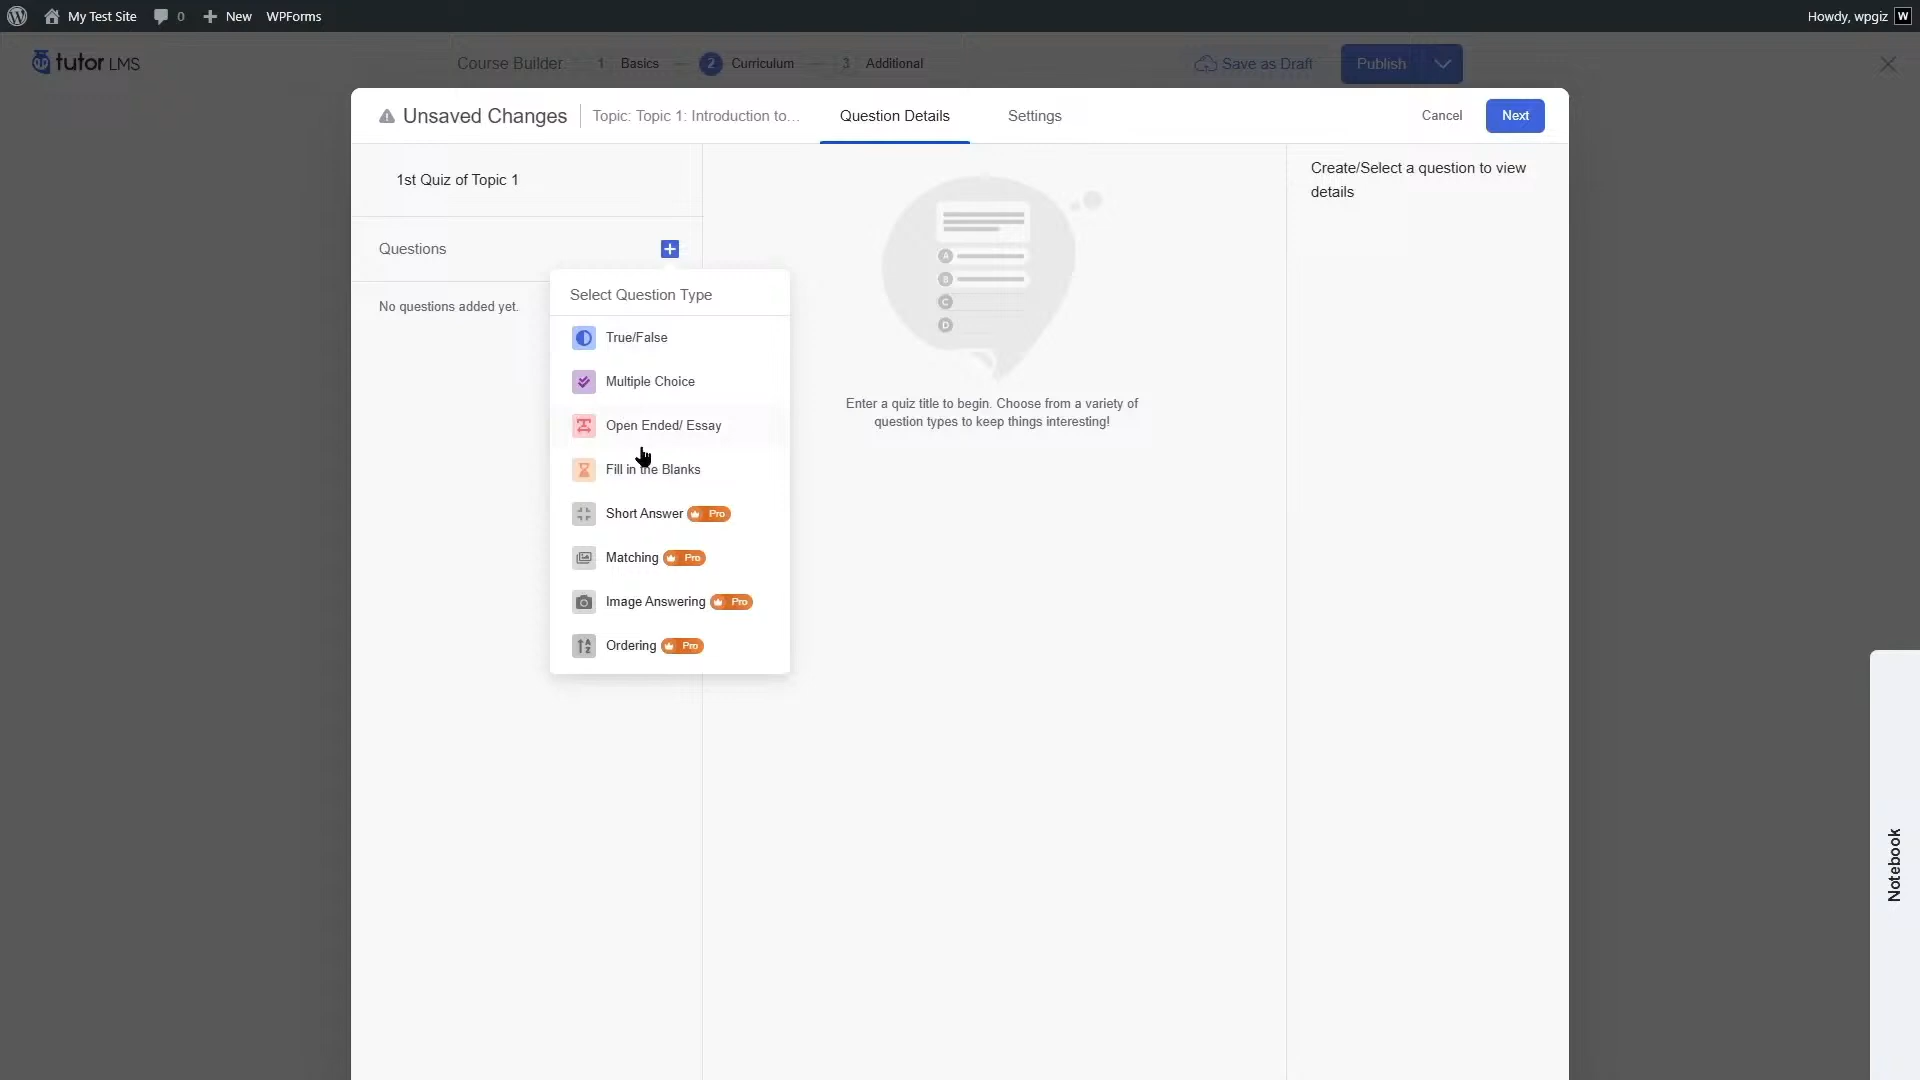 My Test Site 0 New WPForms Howdy, wpgiz W
tutor LMS Course Builder 1 Basics 2 Curriculum 3 Additional Save as Draft Publish
Unsaved Changes Topic: Topic 1: Introduction to... Question Details Settings Cancel Next
1st Quiz of Topic 1
Create/Select a question to view
details
Questions
No questions added yet.
Select Question Type
True/False
Multiple Choice
Open Ended/ Essay
Fill in the Blanks
Short Answer Pro
Matching Pro
Image Answering Pro
Ordering Pro
A
B
C
D
Enter a quiz title to begin. Choose from a variety of
question types to keep things interesting!
Notebook